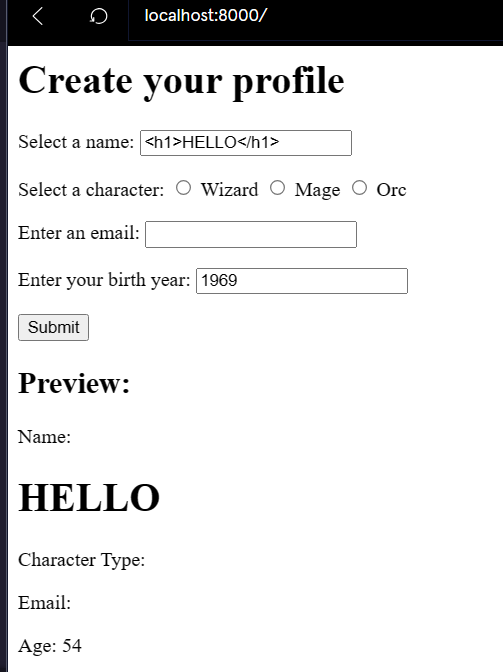 localhost:8000/
Create your profile
Select a name: <h1>HELLO</h1>
Select a character: Wizard Mage Orc
Enter an email:
Enter your birth year: 1969
Submit
Preview:
Name:
HELLO
Character Type:
Email:
Age: 54